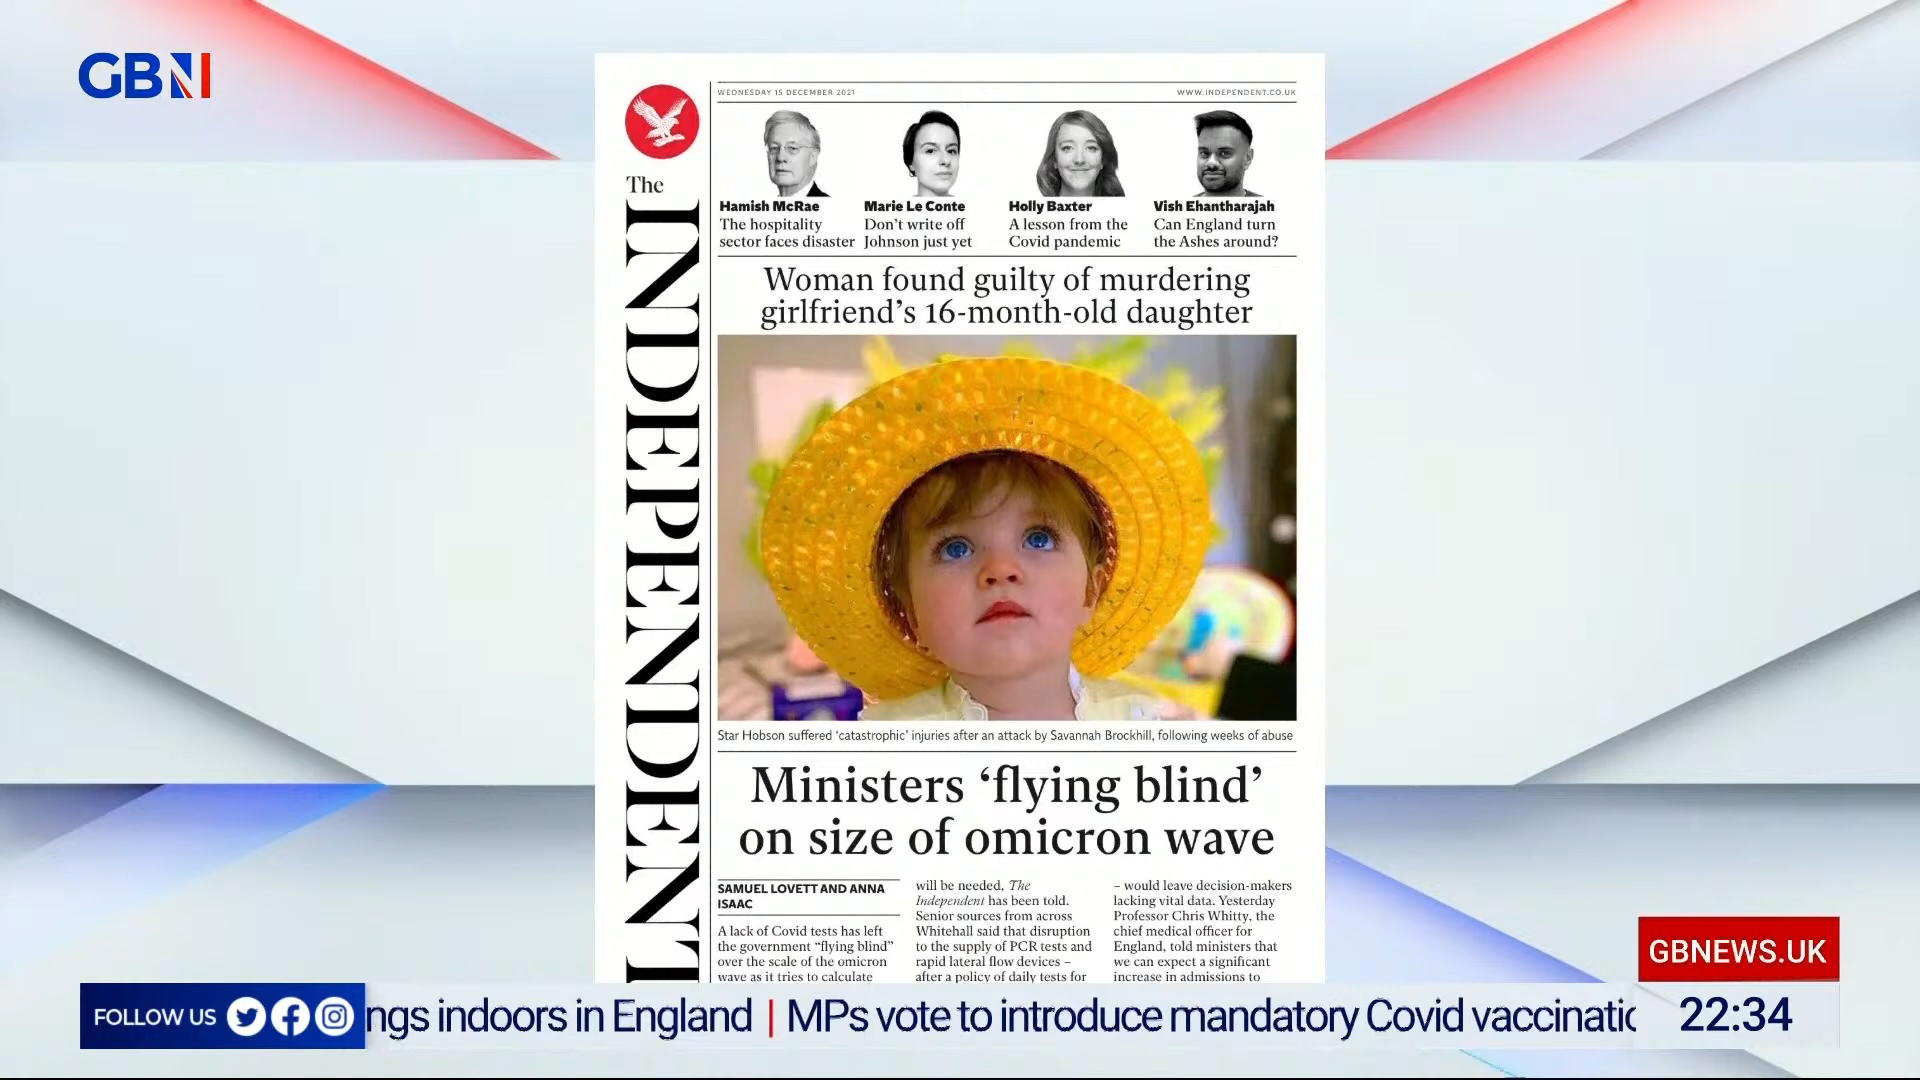 GBN
WEDNESDAY 15 DECEMBER 2021
WWW.INDEPENDENT.CO.UK
The
INDEPENDENT
Hamish McRae
The hospitality
sector faces disaster
Marie Le Conte
Don't write off
Johnson just yet
Holly Baxter
A lesson from the
Covid pandemic
Vish Ehantharajah
Can England turn
the Ashes around?
Woman found guilty of murdering
girlfriend's 16-month-old daughter
Star Hobson suffered 'catastrophic' injuries after an attack by Savannah Brockhill, following weeks of abuse
Ministers 'flying blind'
on size of omicron wave
SAMUEL LOVETT AND ANNA
ISAAC
A lack of Covid tests has left
the government "flying blind"
over the scale of the omicron
wave as it tries to calculate
will be needed, The
Independent has been told.
Senior sources from across
Whitehall said that disruption
to the supply of PCR tests and
rapid lateral flow devices –
after a policy of daily tests for
– would leave decision-makers
lacking vital data. Yesterday
Professor Chris Whitty, the
chief medical officer for
England, told ministers that
we can expect a significant
increase in admissions to
GBNEWS.UK
FOLLOW US
ngs indoors in England | MPs vote to introduce mandatory Covid vaccinatio
22:34